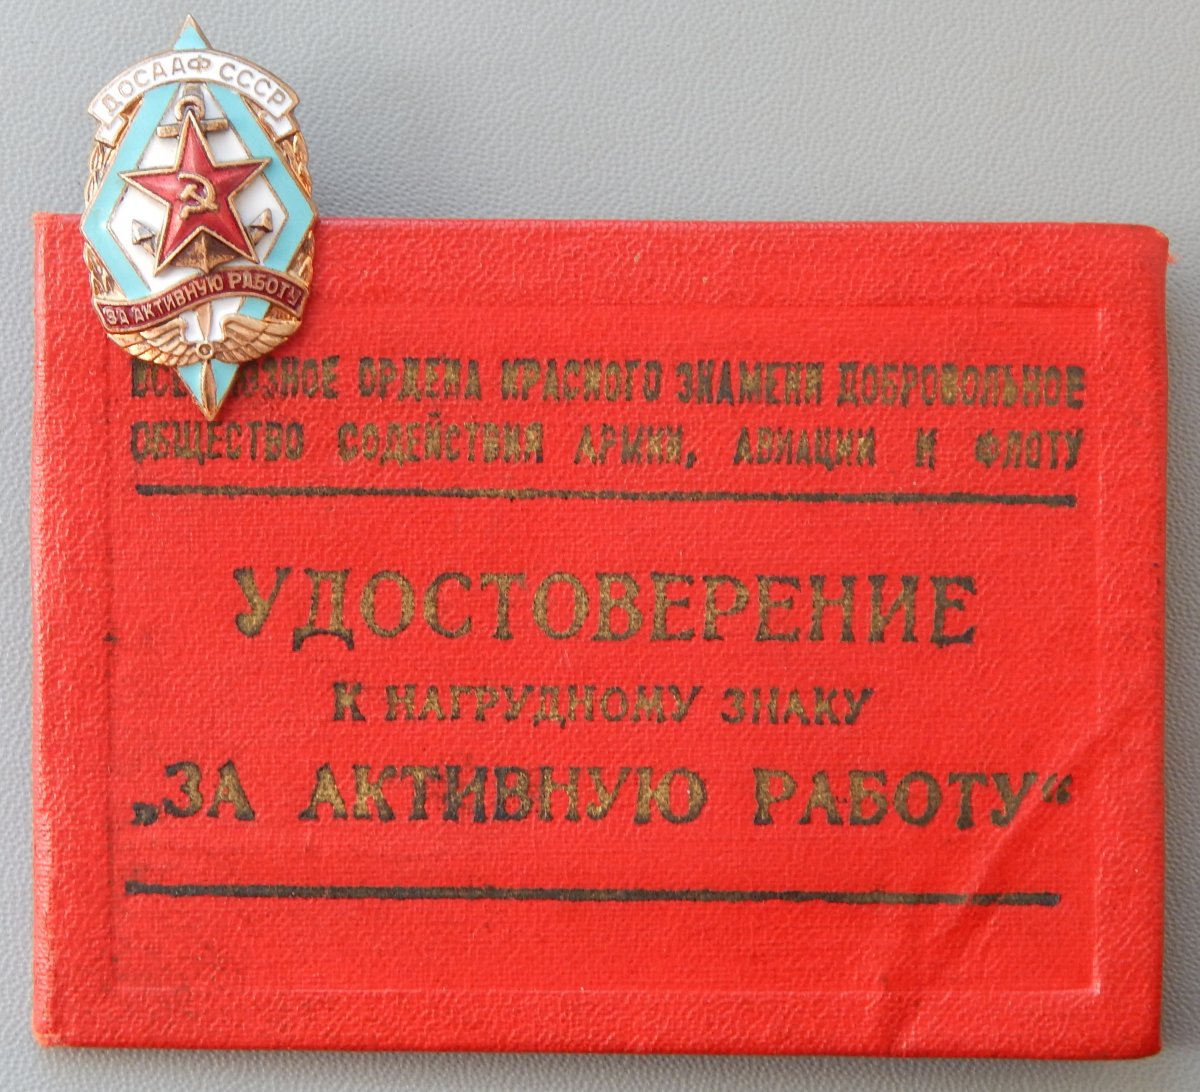 ДОСААФ СССР
ЗА АКТИВНУЮ РАБОТУ
ОРДЕНА КРАСНОГО ЗНАМЕНИ ДОБРОВОЛЬНОЕ
ОБЩЕСТВО СОДЕЙСТВИЯ АРМИИ, АВИАЦИИ И ФЛОТУ
УДОСТОВЕРЕНИЕ
К НАГРУДНОМУ ЗНАКУ
„ЗА АКТИВНУЮ РАБОТУ“